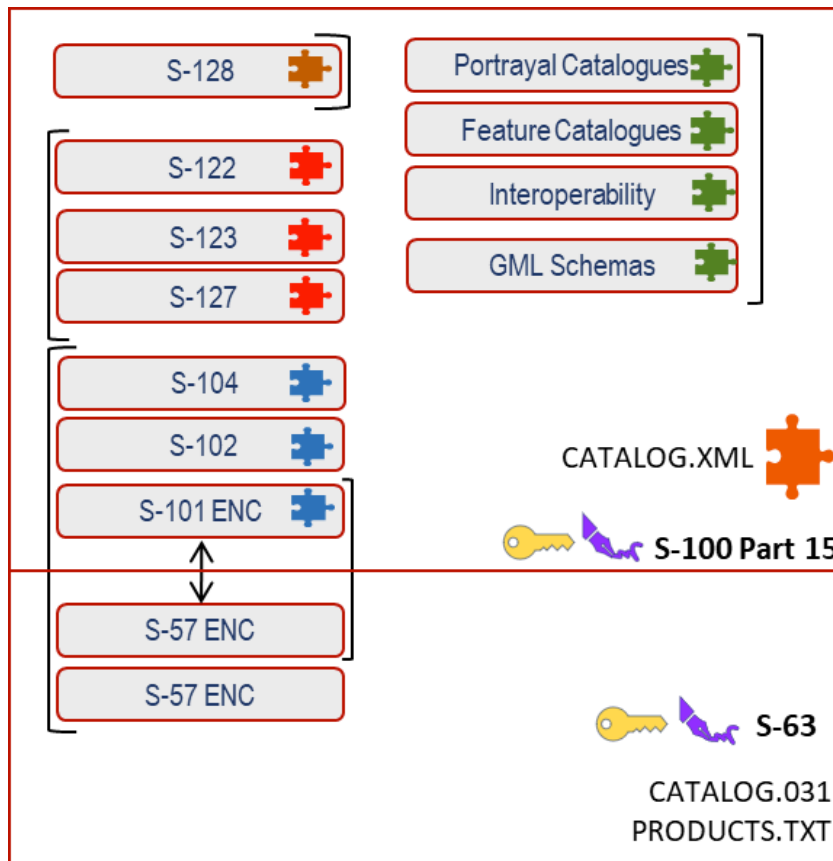 S-128
S-122
S-123
S-127
S-104
S-102
S-101 ENC
S-57 ENC
S-57 ENC
Portrayal Catalogues
Feature Catalogues
Interoperability
GML Schemas
CATALOG.XML
S-100 Part 15
S-63
CATALOG.031
PRODUCTS.TXT